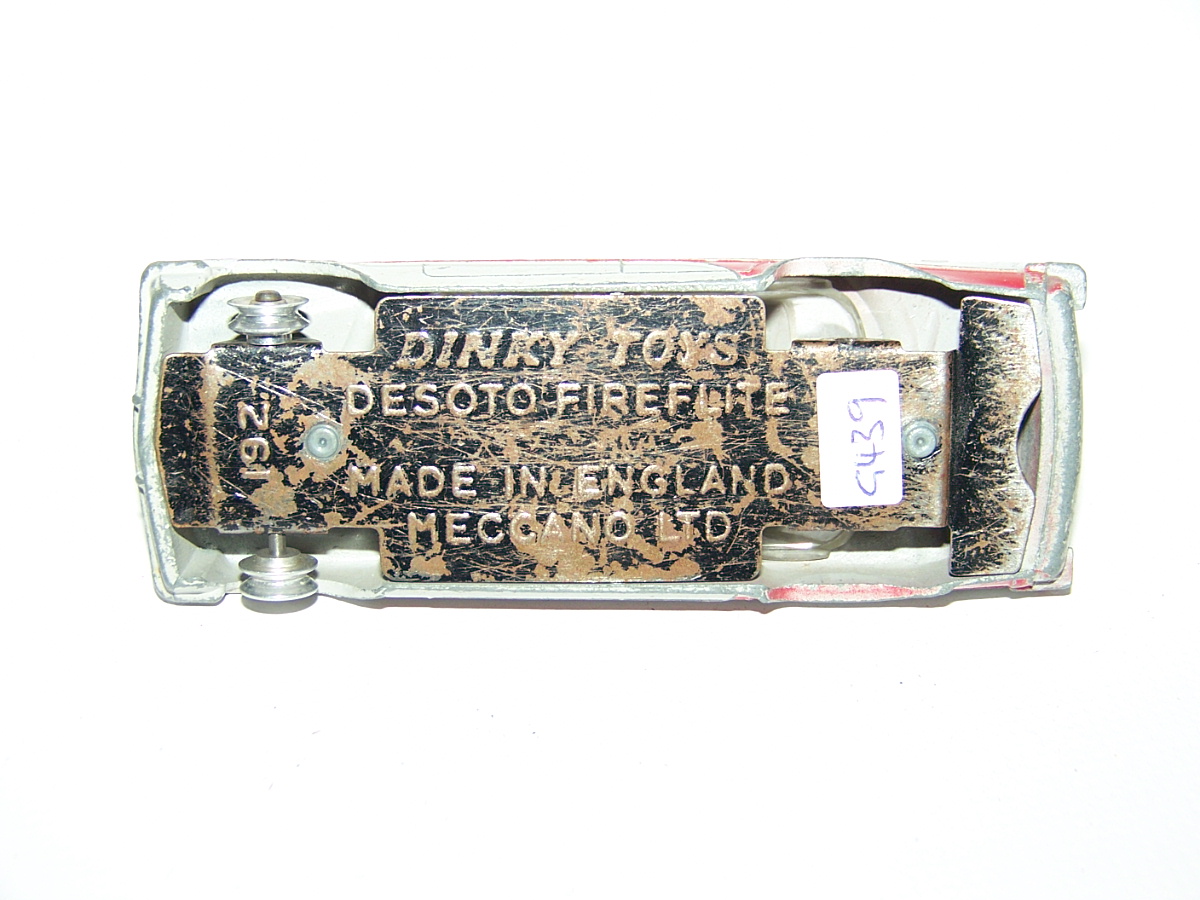 DINKY TOYS
DESOTO FIREFLITE
192
MADE IN ENGLAND
MECCANO LTD
9439